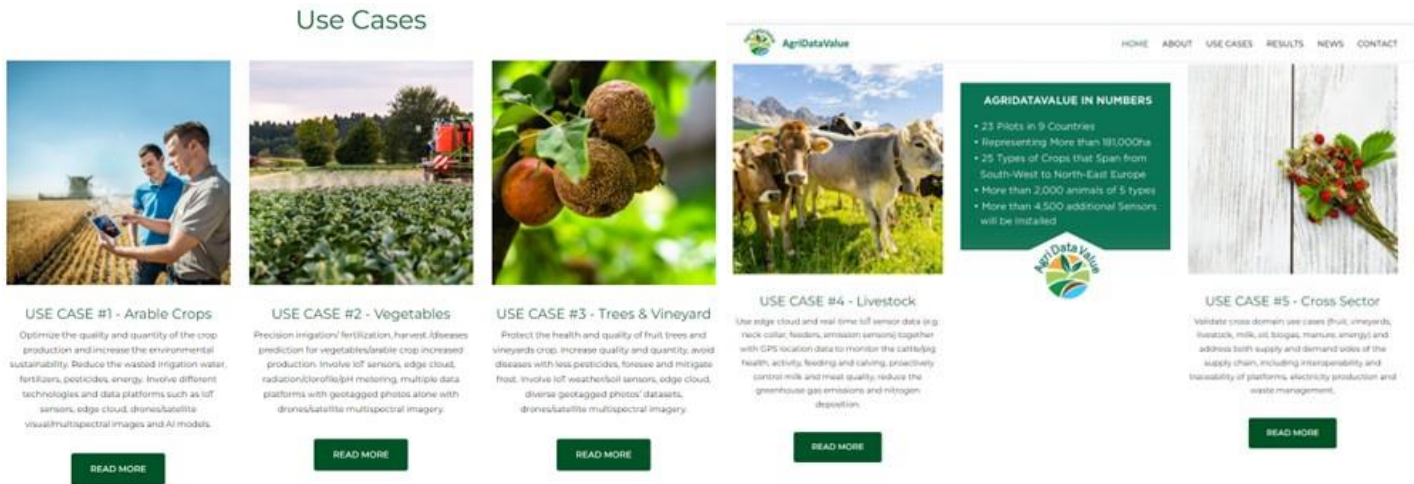 Use Cases
USE CASE #1 - Arable Crops
Optimize the quality and quantity of the crop
production and increase the environmental
sustainability. Reduce the wasted irrigation water,
fertilizers, pesticides, energy. Involve different
technologies and data platforms such as IoT
sensors, edge cloud, drones/satellite
visual/multispectral images and AI models.
READ MORE
USE CASE #2 - Vegetables
Precision irrigation/ fertilization, harvest /diseases
prediction for vegetables/arable crop increased
production. Involve IoT sensors, edge cloud,
radiation/clorofile/pH metering, multiple data
platforms with geotagged photos alone with
drones/satellite multispectral imagery.
READ MORE
USE CASE #3 - Trees & Vineyard
Protect the health and quality of fruit trees and
vineyards crop. Increase quality and quantity, avoid
diseases with less pesticides, foresee and mitigate
frost. Involve IoT weather/soil sensors, edge cloud,
diverse geotagged photos' datasets,
drones/satellite multispectral imagery.
READ MORE
AgriDataValue
HOME ABOUT USE CASES RESULTS NEWS CONTACT
AGRIDATAVALUE IN NUMBERS
• 23 Pilots in 9 Countries
• Representing More than 181,000ha
• 25 Types of Crops that Span from
South-West to North-East Europe
• More than 2,000 animals of 5 types
• More than 4,500 additional Sensors
will be Installed
Agri Data Value
USE CASE #4 - Livestock
Use edge cloud and real-time IoT sensor data (e.g.
neck collar, feeders, emission sensors) together
with GPS location data to monitor the cattle/pig
health, activity, feeding and calving, proactively
control milk and meat quality, reduce the
greenhouse gas emissions and nitrogen
deposition.
READ MORE
USE CASE #5 - Cross Sector
Validate cross domain use cases (fruit, vineyards,
livestock, milk, oil, biogas, manure, energy) and
address both supply and demand sides of the
supply chain, including interoperability and
traceability of platforms, electricity production and
waste management.
READ MORE